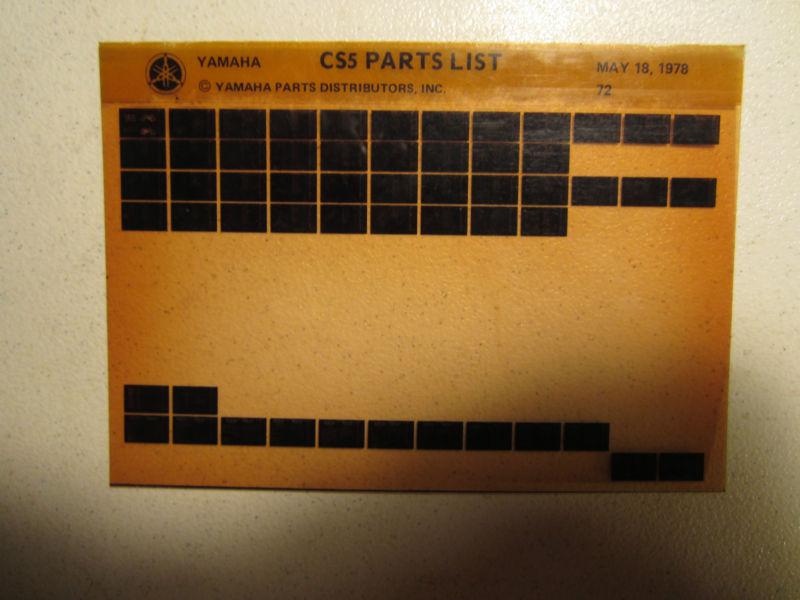 YAMAHA CS5 PARTS LIST MAY 18, 1978
© YAMAHA PARTS DISTRIBUTORS, INC. 72